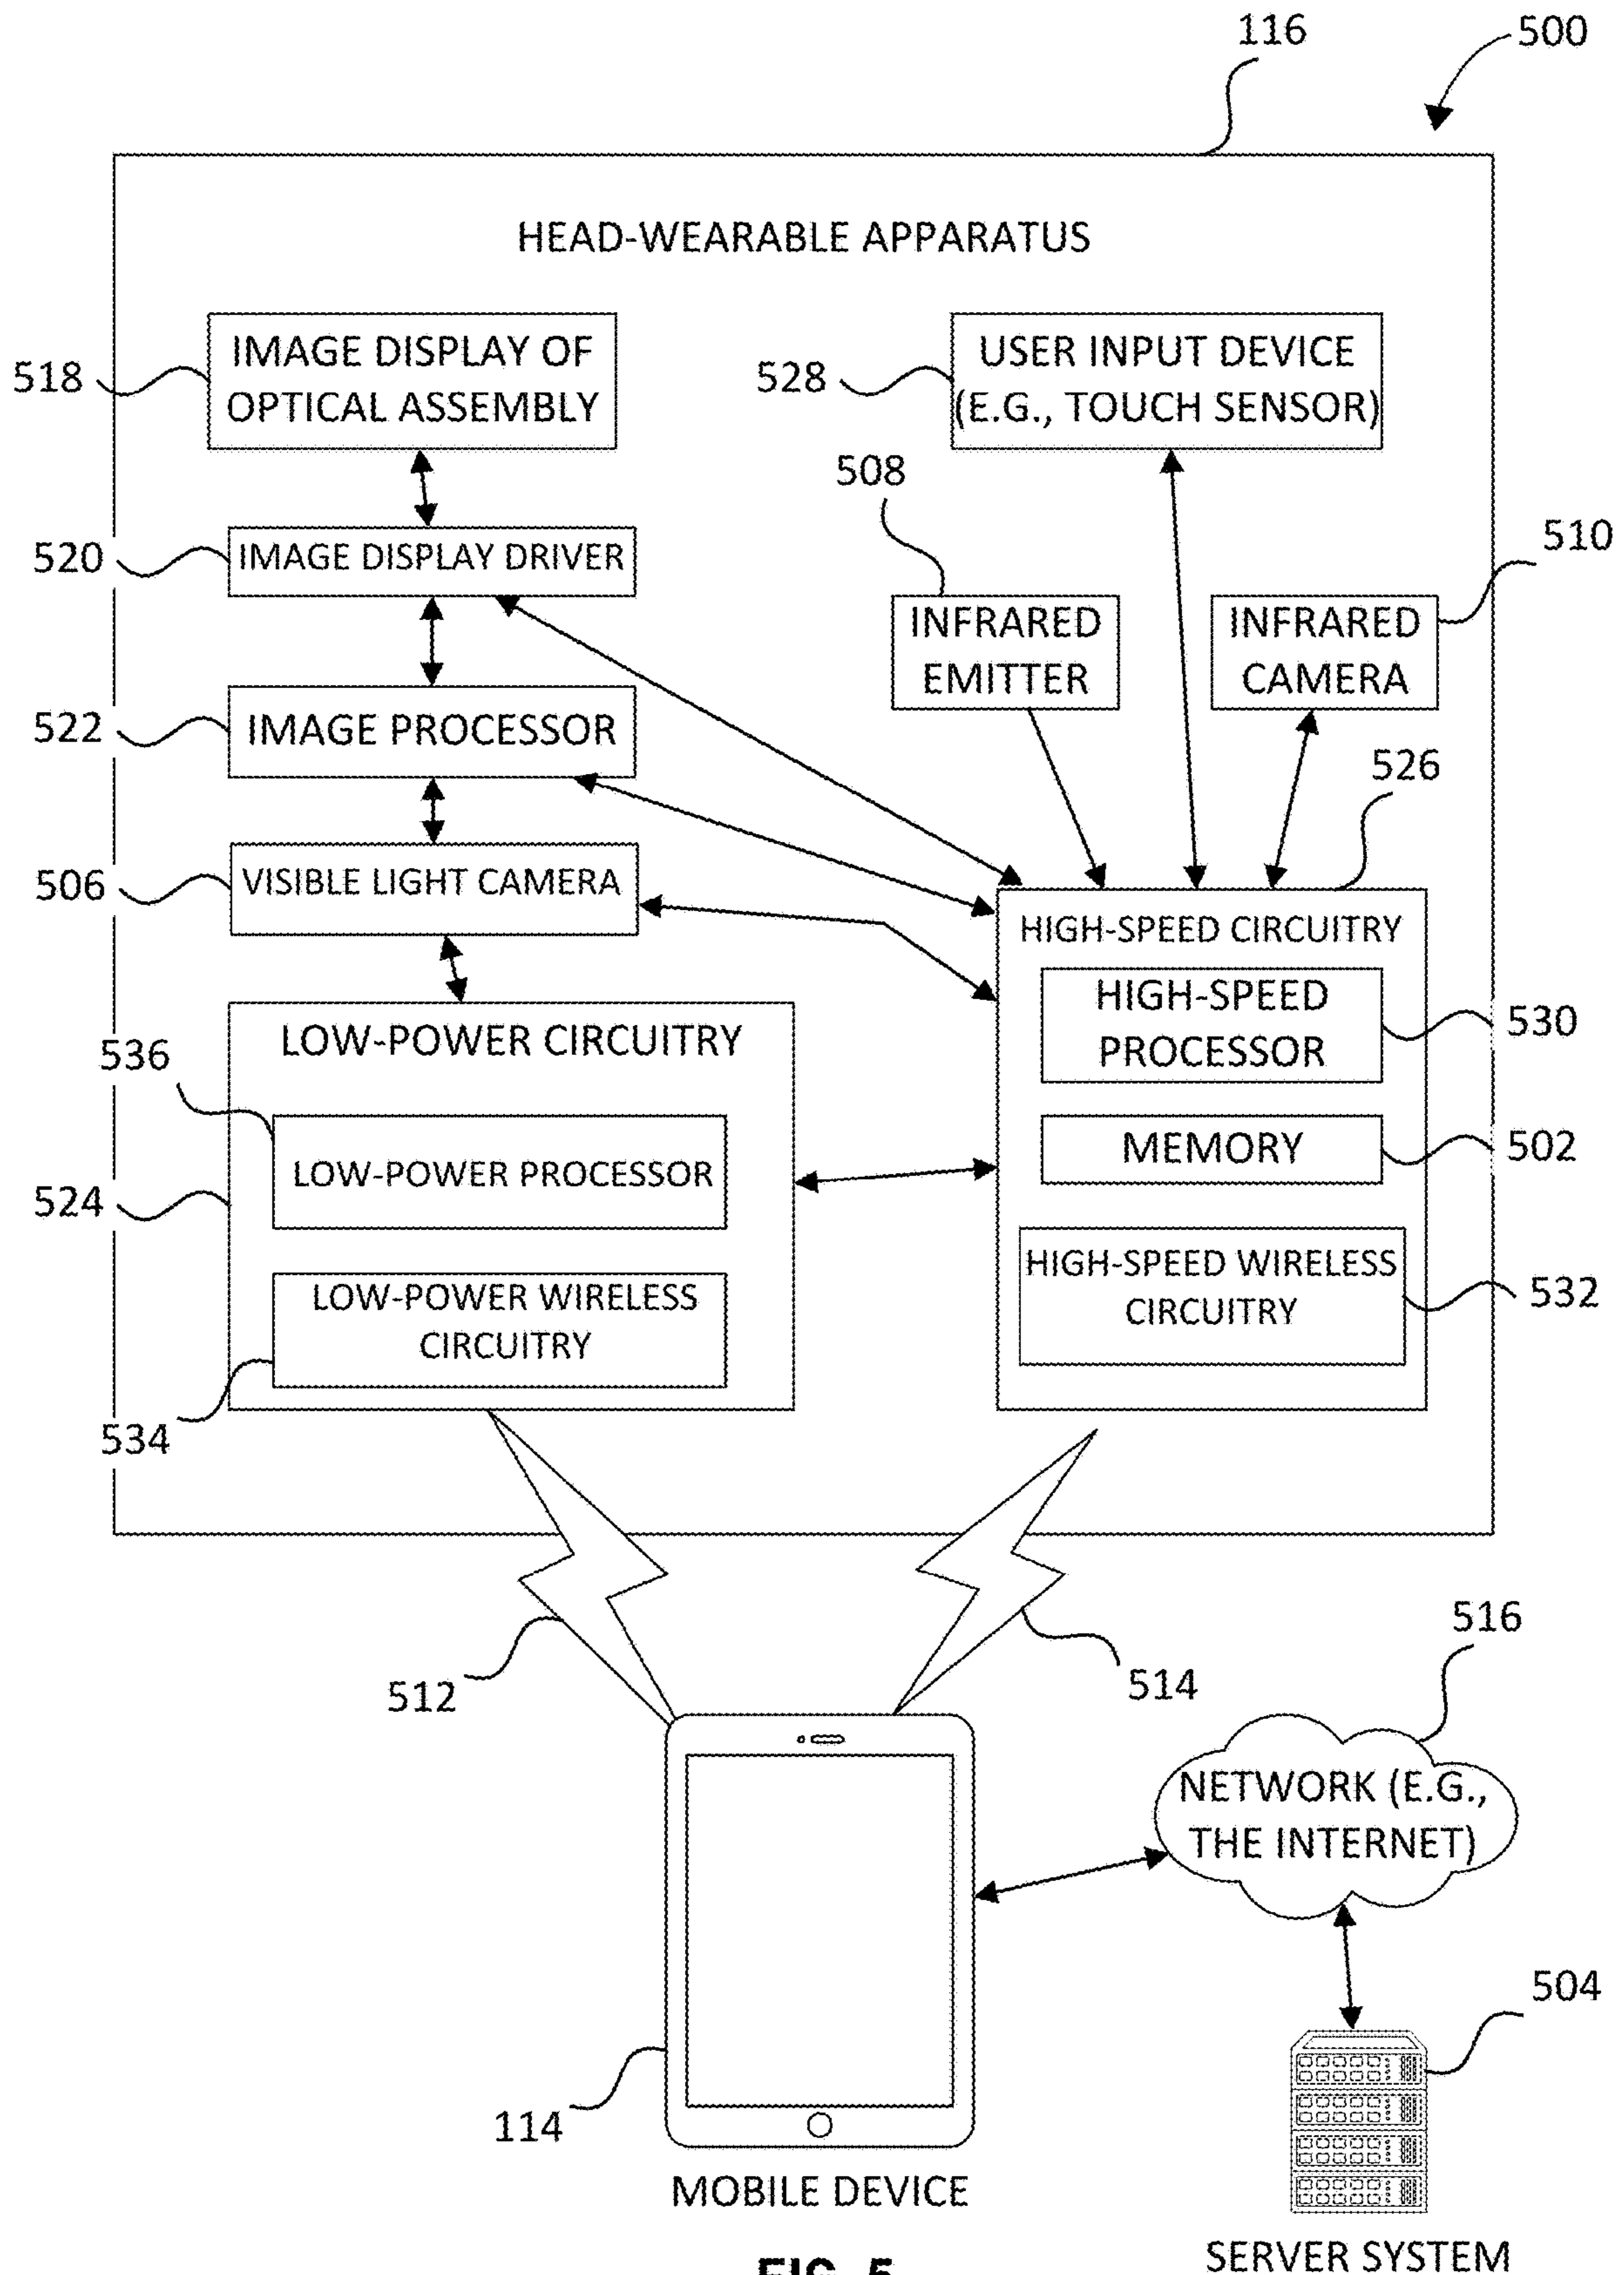 116
500
HEAD-WEARABLE APPARATUS
518
IMAGE DISPLAY OF
OPTICAL ASSEMBLY
528
USER INPUT DEVICE
(E.G., TOUCH SENSOR)
508
510
520
IMAGE DISPLAY DRIVER
INFRARED
EMITTER
INFRARED
CAMERA
522
IMAGE PROCESSOR
526
506
VISIBLE LIGHT CAMERA
HIGH-SPEED CIRCUITRY
HIGH-SPEED
PROCESSOR
530
LOW-POWER CIRCUITRY
536
MEMORY
502
LOW-POWER PROCESSOR
524
HIGH-SPEED WIRELESS
CIRCUITRY
532
LOW-POWER WIRELESS
CIRCUITRY
534
512
514
516
NETWORK (E.G.,
THE INTERNET)
504
114
MOBILE DEVICE
SERVER SYSTEM
FIG. 5